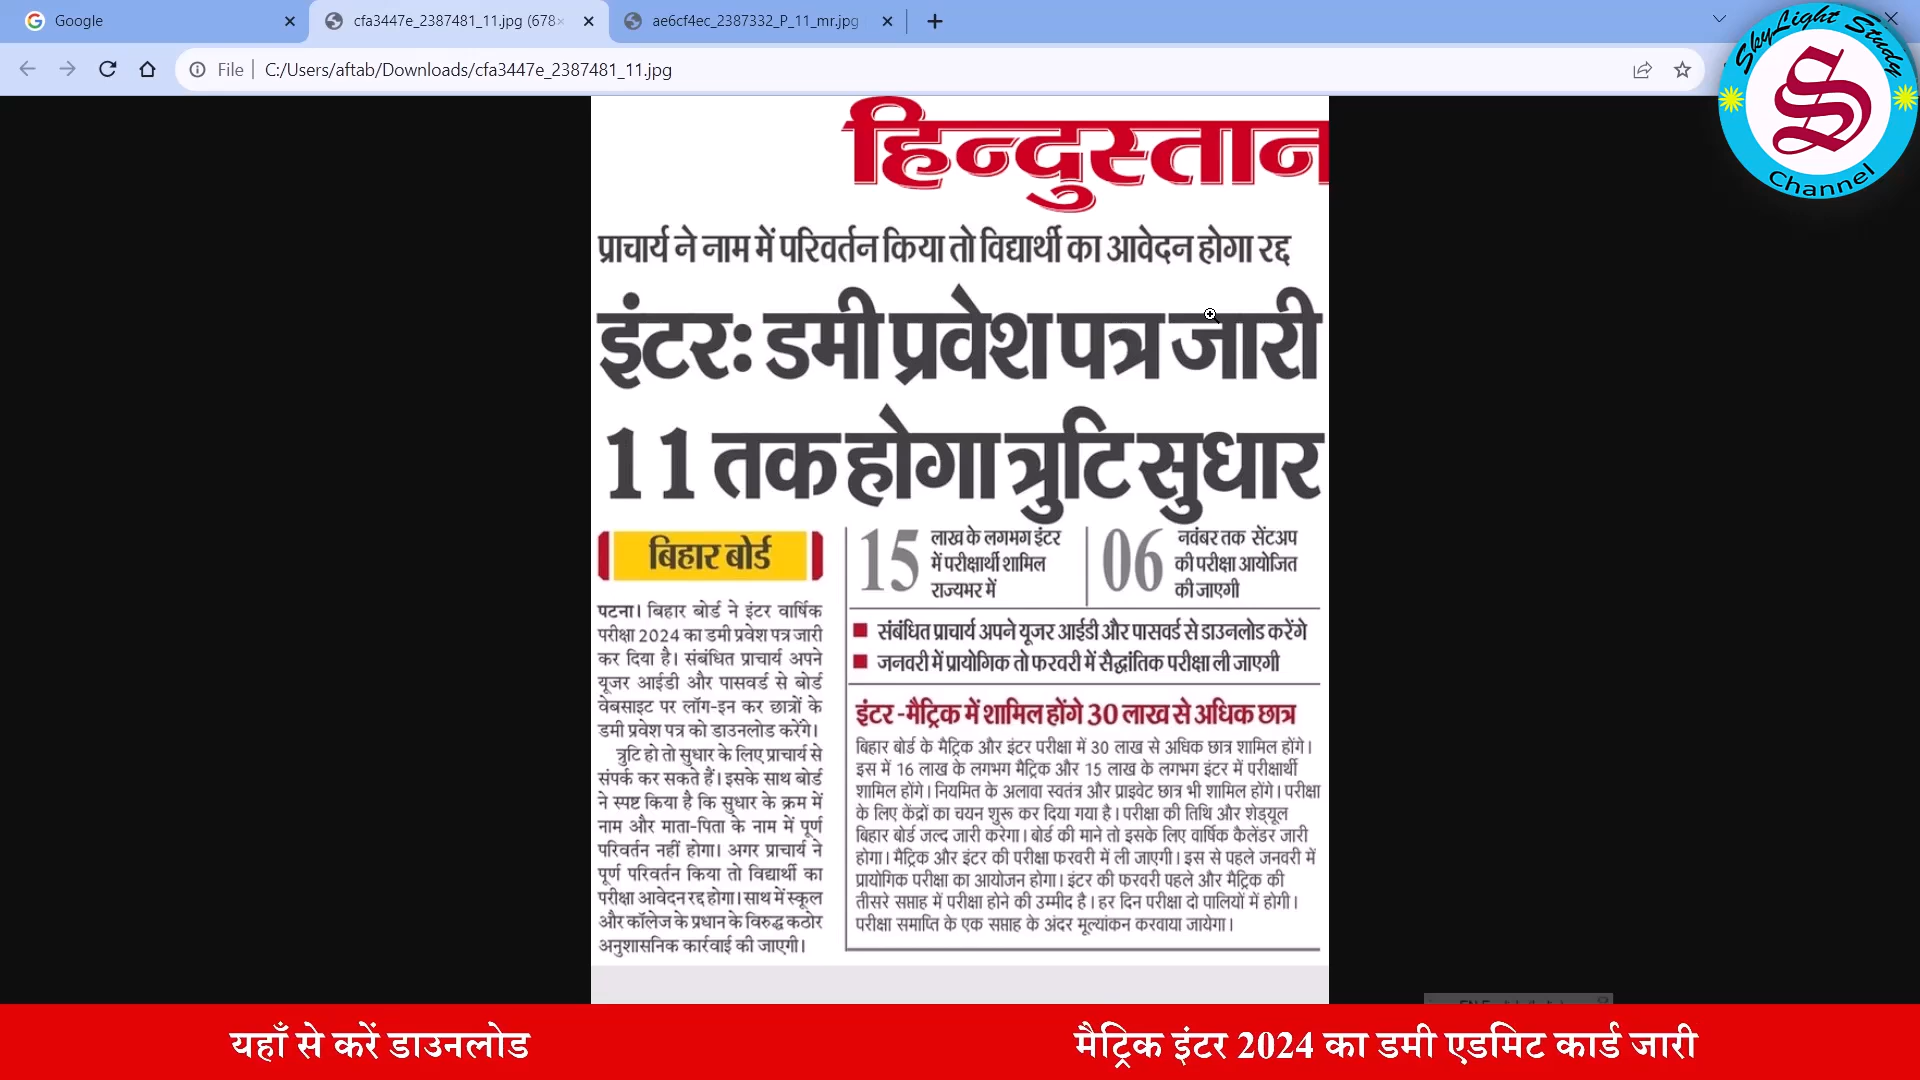 Google
cfa3447e_2387481_11.jpg (678×
ae6cf4ec_2387332_P_11_mr.jpg
File
C:/Users/aftab/Downloads/cfa3447e_2387481_11.jpg
SkyLight Study
S
Channel
हिन्दुस्तान
प्राचार्य ने नाम में परिवर्तन किया तो विद्यार्थी का आवेदन होगा रद्द
इंटर: डमी प्रवेश पत्र जारी
11 तक होगा त्रुटि सुधार
बिहार बोर्ड
पटना। बिहार बोर्ड ने इंटर वार्षिक
परीक्षा 2024 का डमी प्रवेश पत्र जारी
कर दिया है। संबंधित प्राचार्य अपने
यूजर आईडी और पासवर्ड से बोर्ड
वेबसाइट पर लॉग-इन कर छात्रों के
डमी प्रवेश पत्र को डाउनलोड करेंगे।
त्रुटि हो तो सुधार के लिए प्राचार्य से
संपर्क कर सकते हैं। इसके साथ बोर्ड
ने स्पष्ट किया है कि सुधार के क्रम में
नाम और माता-पिता के नाम में पूर्ण
परिवर्तन नहीं होगा। अगर प्राचार्य ने
पूर्ण परिवर्तन किया तो विद्यार्थी का
परीक्षा आवेदन रद्द होगा। साथ में स्कूल
और कॉलेज के प्रधान के विरुद्ध कठोर
अनुशासनिक कार्रवाई की जाएगी।
15
लाख के लगभग इंटर
में परीक्षार्थी शामिल
राज्यभर में
06
नवंबर तक सेंटअप
की परीक्षा आयोजित
की जाएगी
संबंधित प्राचार्य अपने यूजर आईडी और पासवर्ड से डाउनलोड करेंगे
जनवरी में प्रायोगिक तो फरवरी में सैद्धांतिक परीक्षा ली जाएगी
इंटर -मैट्रिक में शामिल होंगे 30 लाख से अधिक छात्र
बिहार बोर्ड के मैट्रिक और इंटर परीक्षा में 30 लाख से अधिक छात्र शामिल होंगे।
इस में 16 लाख के लगभग मैट्रिक और 15 लाख के लगभग इंटर में परीक्षार्थी
शामिल होंगे। नियमित के अलावा स्वतंत्र और प्राइवेट छात्र भी शामिल होंगे। परीक्षा
के लिए केंद्रों का चयन शुरू कर दिया गया है। परीक्षा की तिथि और शेड्यूल
बिहार बोर्ड जल्द जारी करेगा। बोर्ड की माने तो इसके लिए वार्षिक कैलेंडर जारी
होगा। मैट्रिक और इंटर की परीक्षा फरवरी में ली जाएगी। इस से पहले जनवरी में
प्रायोगिक परीक्षा का आयोजन होगा। इंटर की फरवरी पहले और मैट्रिक की
तीसरे सप्ताह में परीक्षा होने की उम्मीद है। हर दिन परीक्षा दो पालियों में होगी।
परीक्षा समाप्ति के एक सप्ताह के अंदर मूल्यांकन करवाया जायेगा।
यहाँ से करें डाउनलोड
मैट्रिक इंटर 2024 का डमी एडमिट कार्ड जारी